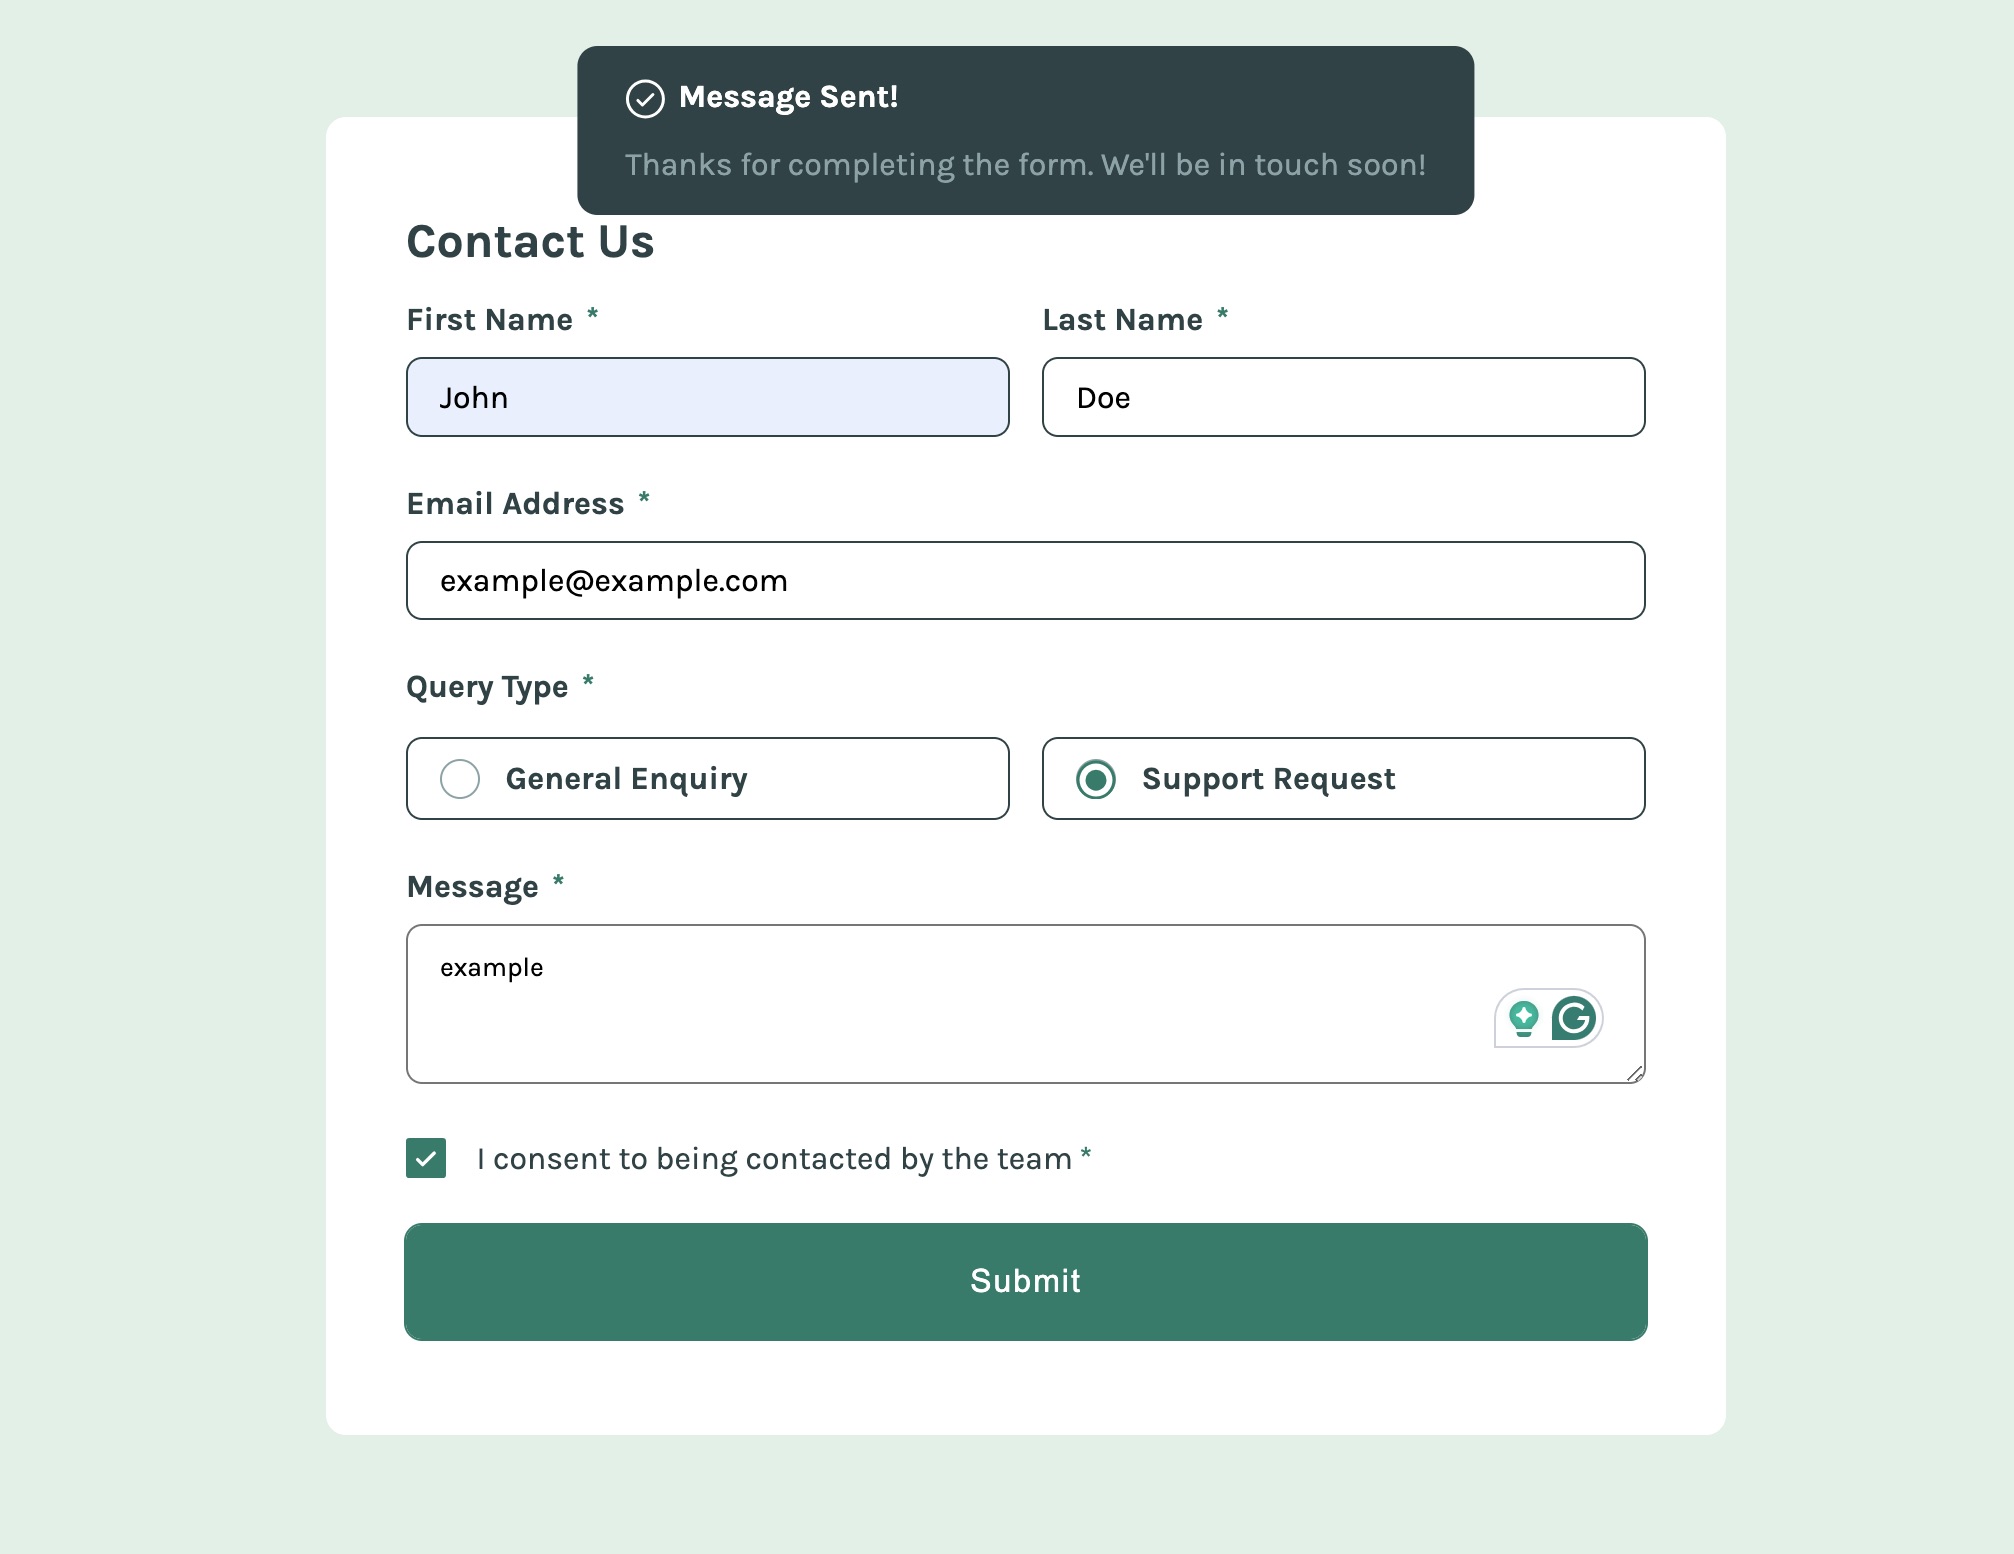 Message Sent!
Thanks for completing the form. We'll be in touch soon!
Contact Us
First Name *
Last Name *
John
Doe
Email Address *
example@example.com
Query Type *
General Enquiry
Support Request
Message *
example
I consent to being contacted by the team *
Submit